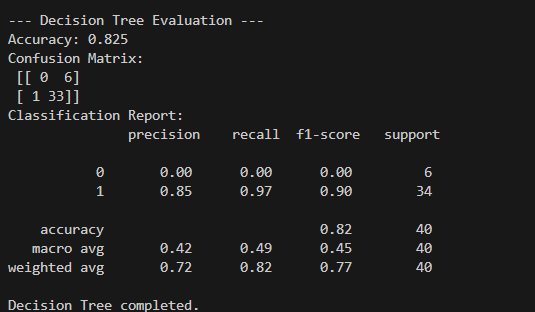 --- Decision Tree Evaluation ---
Accuracy: 0.825
Confusion Matrix:
 [[ 0  6]
 [ 1 33]]
Classification Report:
              precision    recall  f1-score   support

           0       0.00      0.00      0.00         6
           1       0.85      0.97      0.90        34

    accuracy                           0.82        40
   macro avg       0.42      0.49      0.45        40
weighted avg       0.72      0.82      0.77        40

Decision Tree completed.